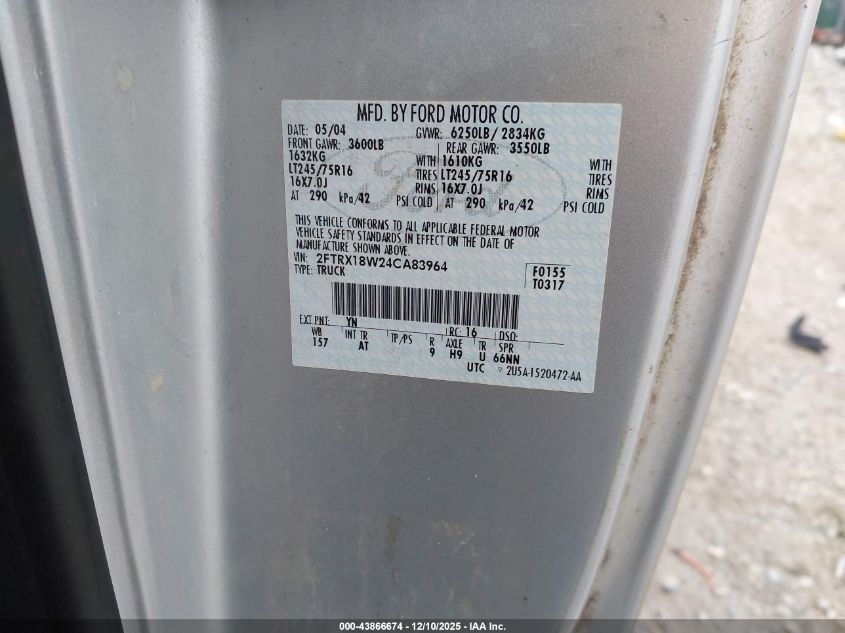 MFD. BY FORD MOTOR CO.
DATE: 05/04 GVWR: 6250LB/ 2834KG
FRONT GAWR: 3600LB REAR GAWR: 3550LB
1632KG WITH 1610KG WITH
LT245/75R16 TIRES LT245/75R16 TIRES
16X7.0J RIMS 16X7.0J RIMS
AT 290 kPa/42 PSI COLD AT 290 kPa/42 PSI COLD
Ford
THIS VEHICLE CONFORMS TO ALL APPLICABLE FEDERAL MOTOR
VEHICLE SAFETY STANDARDS IN EFFECT ON THE DATE OF
MANUFACTURE SHOWN ABOVE.
VIN: 2FTRX18W24CA83964 F0155
TYPE: TRUCK T0317
EXT PNT: YN RC: 16 DSO:
WB INT TR TP/PS R AXLE TR SPR
157 AT 9 H9 U 66NN
UTC ▽ 2U5A-1520472-AA
000-43866674 - 12/10/2025 - IAA Inc.